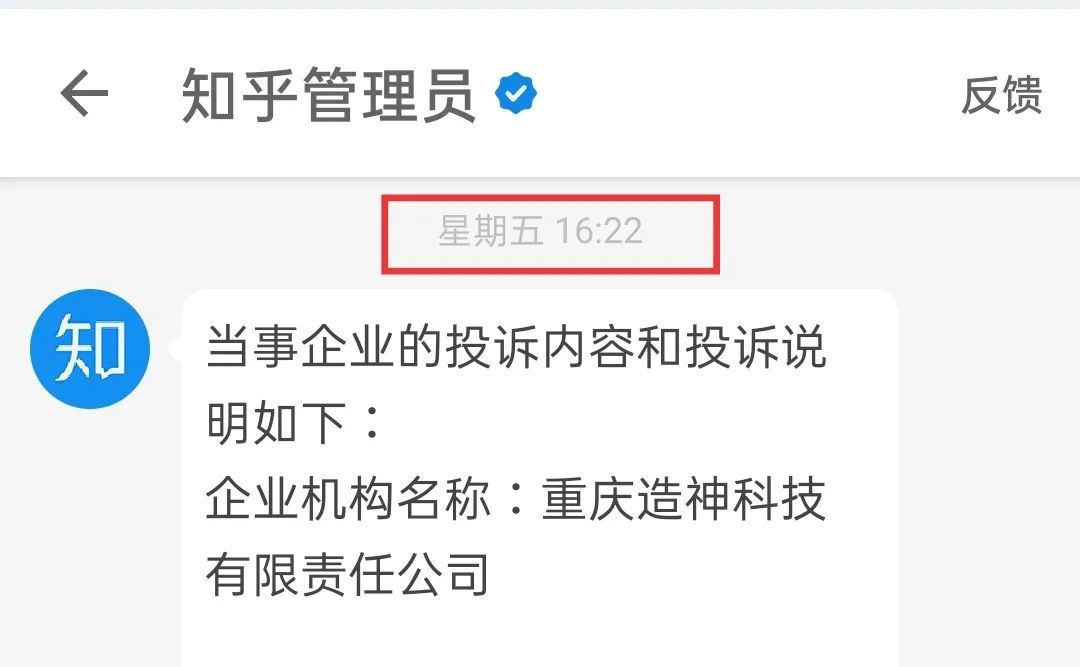 知乎管理员
反馈
星期五 16:22
知
当事企业的投诉内容和投诉说
明如下：
企业机构名称：重庆造神科技
有限责任公司